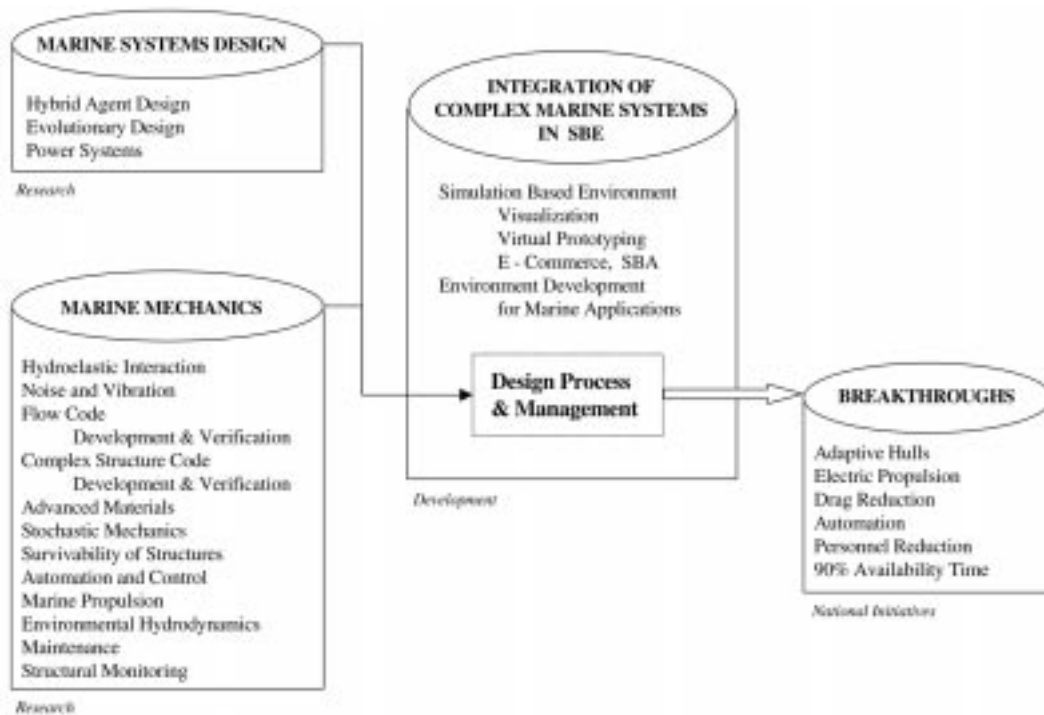 MARINE SYSTEMS DESIGN
Hybrid Agent Design
Evolutionary Design
Power Systems
Research
MARINE MECHANICS
Hydroelastic Interaction
Noise and Vibration
Flow Code
Development & Verification
Complex Structure Code
Development & Verification
Advanced Materials
Stochastic Mechanics
Survivability of Structures
Automation and Control
Marine Propulsion
Environmental Hydrodynamics
Maintenance
Structural Monitoring
Research
INTEGRATION OF
COMPLEX MARINE SYSTEMS
IN SBE
Simulation Based Environment
Visualization
Virtual Prototyping
E - Commerce, SBA
Environment Development
for Marine Applications
Design Process
& Management
Development
BREAKTHROUGHS
Adaptive Hulls
Electric Propulsion
Drag Reduction
Automation
Personnel Reduction
90% Availability Time
National Initiatives